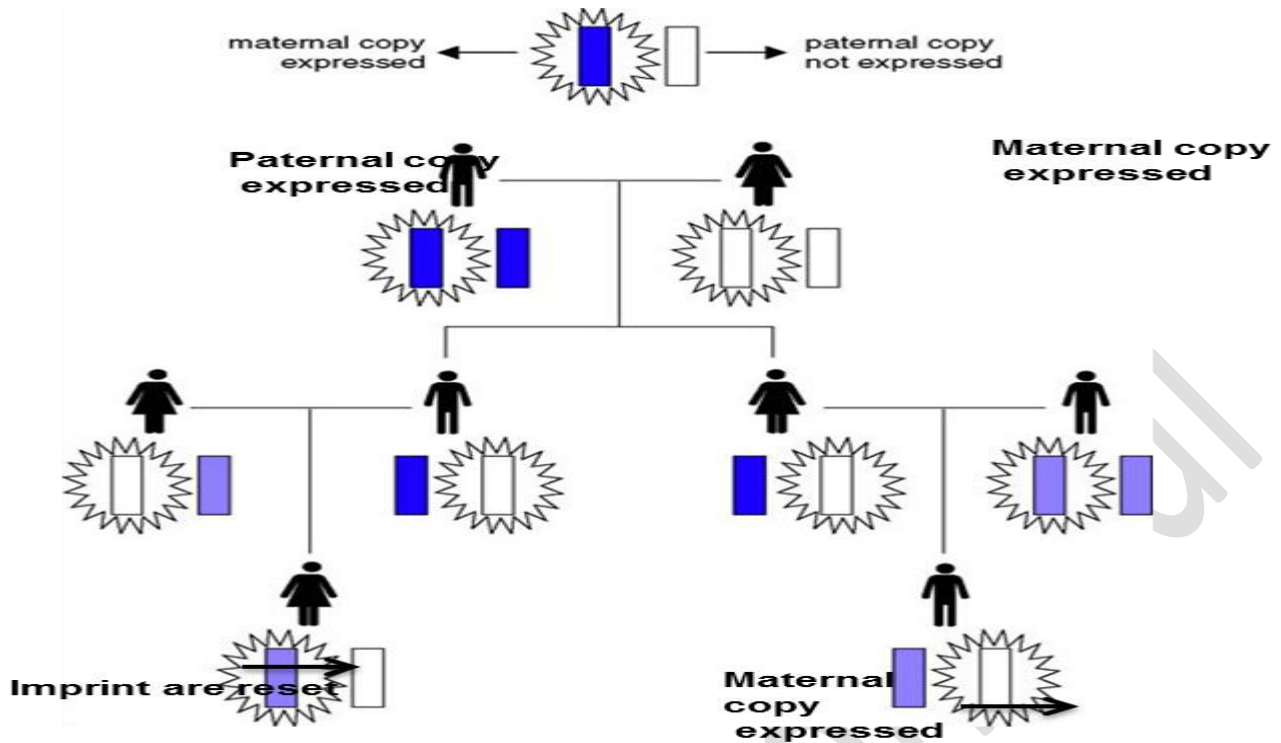 maternal copy
expressed
paternal copy
not expressed
Paternal copy
expressed
Maternal copy
expressed
Imprint are reset
Maternal
copy
expressed